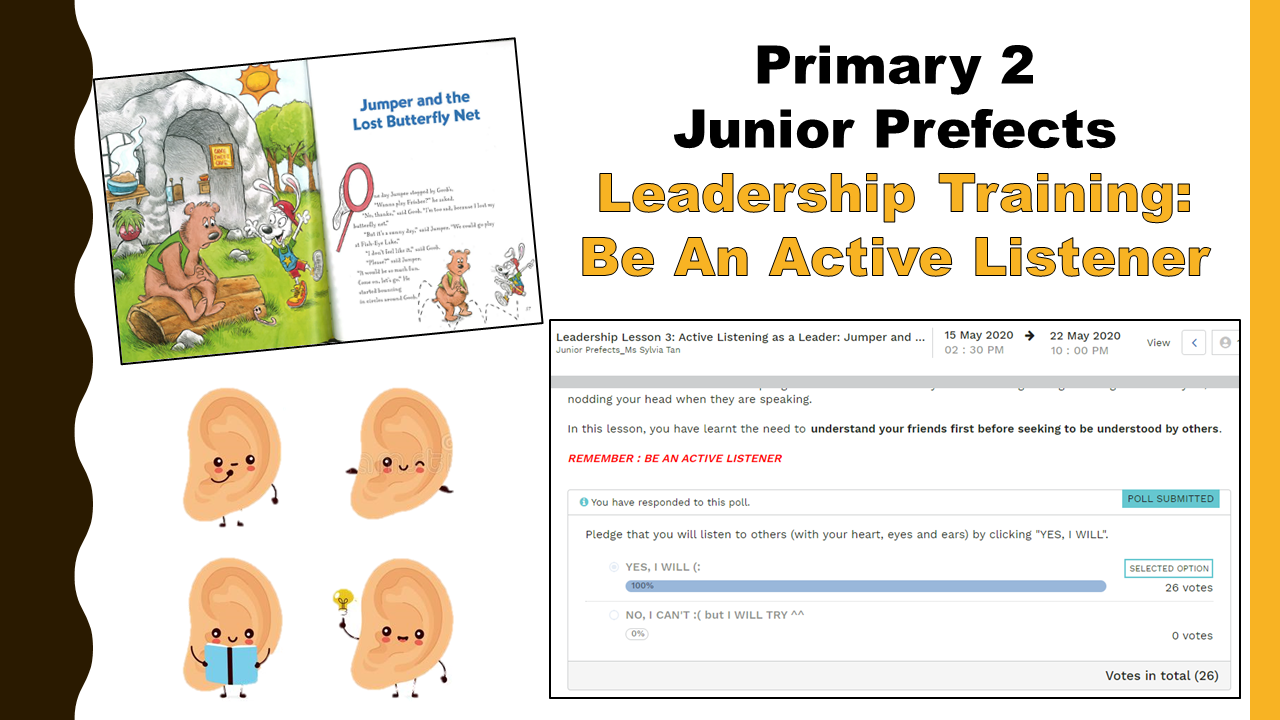 Primary 2
Junior Prefects
Leadership Training:
Be An Active Listener
Jumper and the
Lost Butterfly Net
One day Jumper stopped by Goob's.
"Wanna play Frisbee?" he asked.
"No, thanks," said Goob. "I'm too sad, because I lost my
butterfly net."
"But it's a sunny day," said Jumper. "We could go play
at Fish-Eye Lake."
"I don't feel like it," said Goob.
"Please?" said Jumper.
"It would be so much fun.
Come on, let's go." He
started bouncing
in circles around Goob.
Leadership Lesson 3: Active Listening as a Leader: Jumper and ...
Junior Prefects_Ms Sylvia Tan
15 May 2020 → 22 May 2020
02 : 30 PM 10 : 00 PM
View
nodding your head when they are speaking.
In this lesson, you have learnt the need to understand your friends first before seeking to be understood by others.
REMEMBER : BE AN ACTIVE LISTENER
You have responded to this poll.
POLL SUBMITTED
Pledge that you will listen to others (with your heart, eyes and ears) by clicking "YES, I WILL".
YES, I WILL (:
SELECTED OPTION
100%
26 votes
NO, I CAN'T :( but I WILL TRY ^^
0%
0 votes
Votes in total (26)